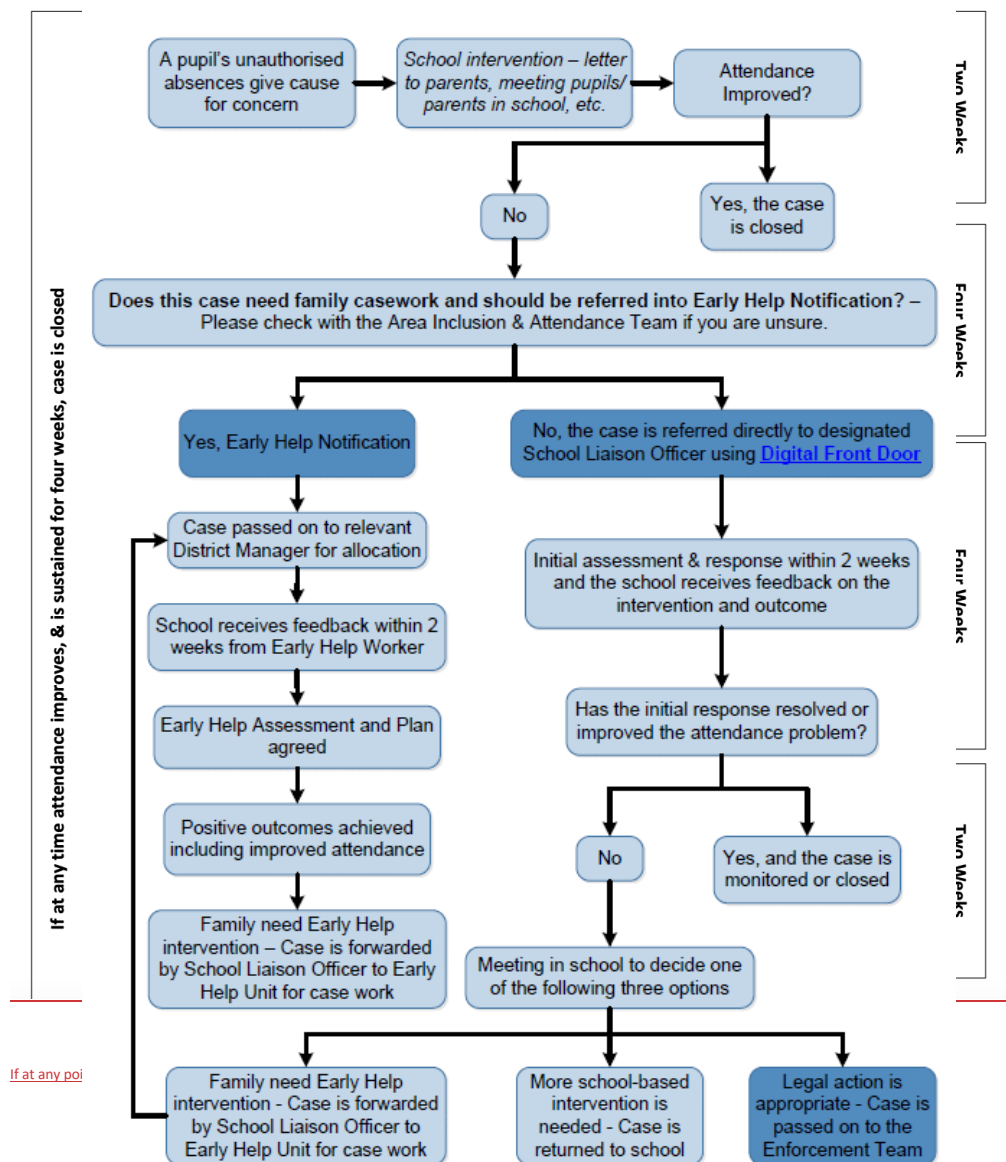 A pupil's unauthorised
absences give cause
for concern
School intervention – letter
to parents, meeting pupils/
parents in school, etc.
Attendance
Improved?
Two Weeks
No
Yes, the case
is closed
Does this case need family casework and should be referred into Early Help Notification? –
Please check with the Area Inclusion & Attendance Team if you are unsure.
Four Weeks
If at any time attendance improves, & is sustained for four weeks, case is closed
Yes, Early Help Notification
No, the case is referred directly to designated
School Liaison Officer using Digital Front Door
Case passed on to relevant
District Manager for allocation
Initial assessment & response within 2 weeks
and the school receives feedback on the
intervention and outcome
Four Weeks
School receives feedback within 2
weeks from Early Help Worker
Early Help Assessment and Plan
agreed
Has the initial response resolved or
improved the attendance problem?
Positive outcomes achieved
including improved attendance
No
Yes, and the case is
monitored or closed
Two Weeks
Family need Early Help
intervention – Case is forwarded
by School Liaison Officer to Early
Help Unit for case work
Meeting in school to decide one
of the following three options
If at any poi
Family need Early Help
intervention - Case is forwarded
by School Liaison Officer to
Early Help Unit for case work
More school-based
intervention is
needed - Case is
returned to school
Legal action is
appropriate - Case is
passed on to the
Enforcement Team